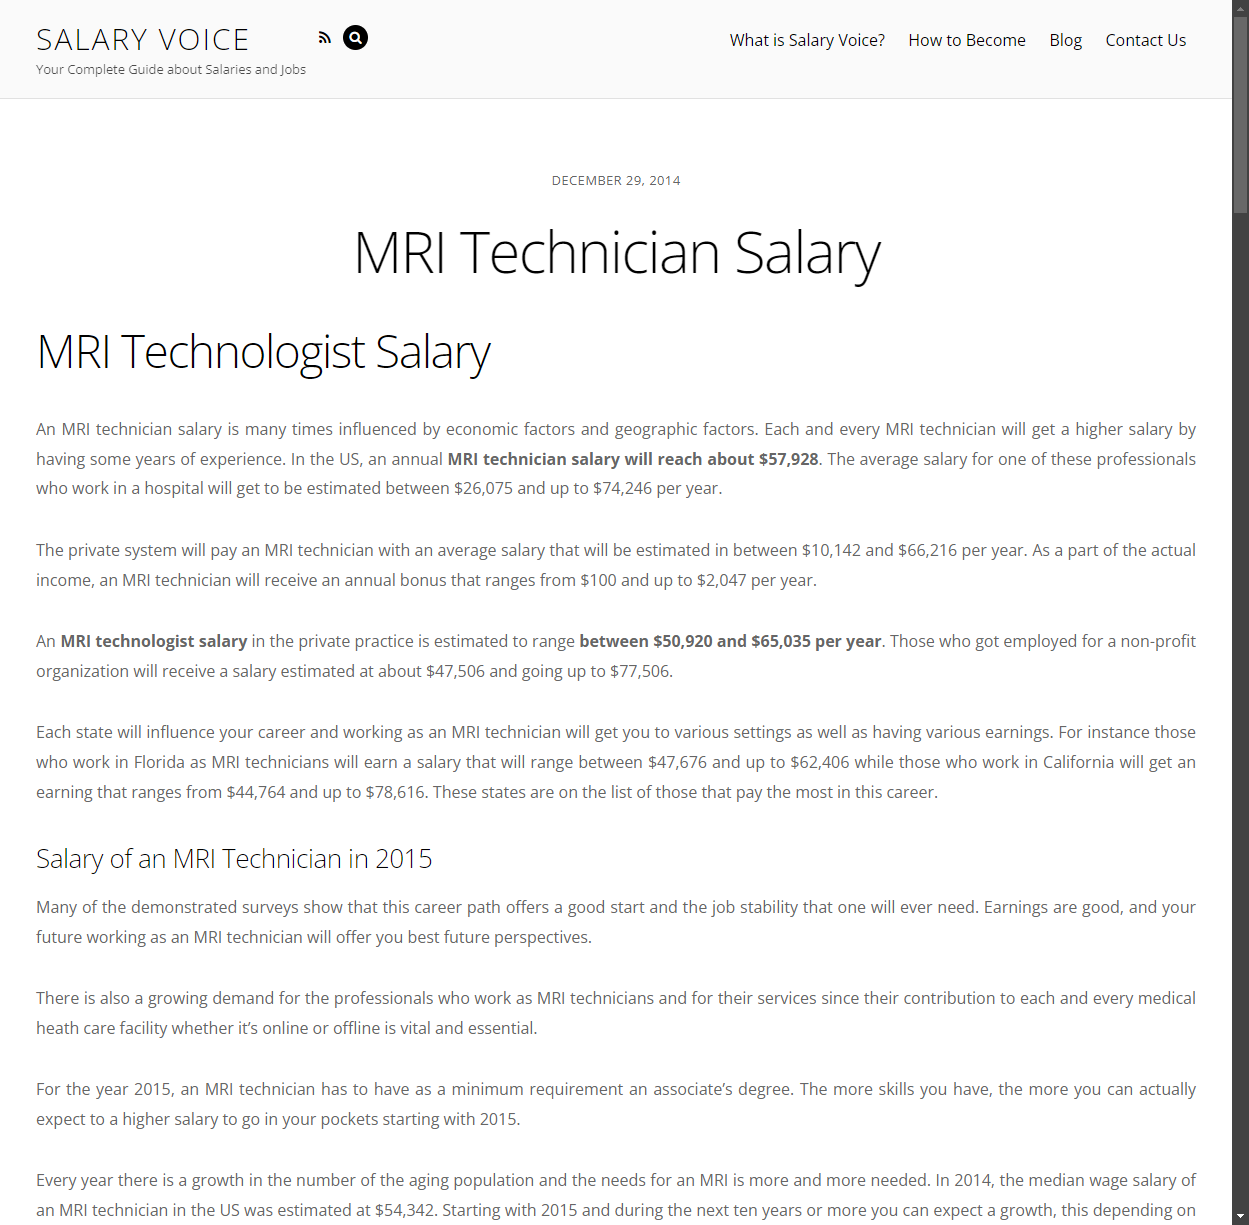 SALARY VOICE
Your Complete Guide about Salaries and Jobs
What is Salary Voice? How to Become Blog Contact Us
DECEMBER 29, 2014
MRI Technician Salary
MRI Technologist Salary
An MRI technician salary is many times influenced by economic factors and geographic factors. Each and every MRI technician will get a higher salary by
having some years of experience. In the US, an annual MRI technician salary will reach about $57,928. The average salary for one of these professionals
who work in a hospital will get to be estimated between $26,075 and up to $74,246 per year.
The private system will pay an MRI technician with an average salary that will be estimated in between $10,142 and $66,216 per year. As a part of the actual
income, an MRI technician will receive an annual bonus that ranges from $100 and up to $2,047 per year.
An MRI technologist salary in the private practice is estimated to range between $50,920 and $65,035 per year. Those who got employed for a non-profit
organization will receive a salary estimated at about $47,506 and going up to $77,506.
Each state will influence your career and working as an MRI technician will get you to various settings as well as having various earnings. For instance those
who work in Florida as MRI technicians will earn a salary that will range between $47,676 and up to $62,406 while those who work in California will get an
earning that ranges from $44,764 and up to $78,616. These states are on the list of those that pay the most in this career.
Salary of an MRI Technician in 2015
Many of the demonstrated surveys show that this career path offers a good start and the job stability that one will ever need. Earnings are good, and your
future working as an MRI technician will offer you best future perspectives.
There is also a growing demand for the professionals who work as MRI technicians and for their services since their contribution to each and every medical
heath care facility whether it’s online or offline is vital and essential.
For the year 2015, an MRI technician has to have as a minimum requirement an associate’s degree. The more skills you have, the more you can actually
expect to a higher salary to go in your pockets starting with 2015.
Every year there is a growth in the number of the aging population and the needs for an MRI is more and more needed. In 2014, the median wage salary of
an MRI technician in the US was estimated at $54,342. Starting with 2015 and during the next ten years or more you can expect a growth, this depending on